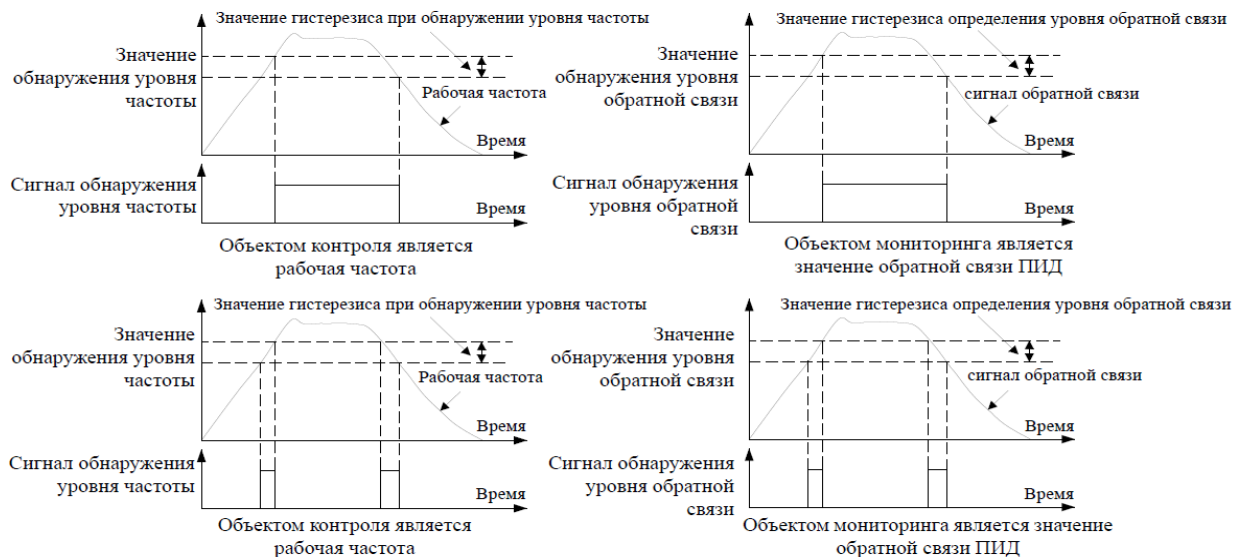 Значение гистерезиса при обнаружении уровня частоты
Значение
обнаружения уровня
частоты
Рабочая частота
Время
Сигнал обнаружения
уровня частоты
Время
Объектом контроля является
рабочая частота
Значение гистерезиса определения уровня обратной связи
Значение
обнаружения уровня
обратной связи
сигнал обратной связи
Время
Сигнал обнаружения
уровня обратной
связи
Время
Объектом мониторинга является
значение обратной связи ПИД
Значение гистерезиса при обнаружении уровня частоты
Значение
обнаружения уровня
частоты
Рабочая частота
Время
Сигнал обнаружения
уровня частоты
Время
Объектом контроля является
рабочая частота
Значение гистерезиса определения уровня обратной связи
Значение
обнаружения уровня
обратной связи
сигнал обратной связи
Время
Сигнал обнаружения
уровня обратной
связи
Время
Объектом мониторинга является значение
обратной связи ПИД